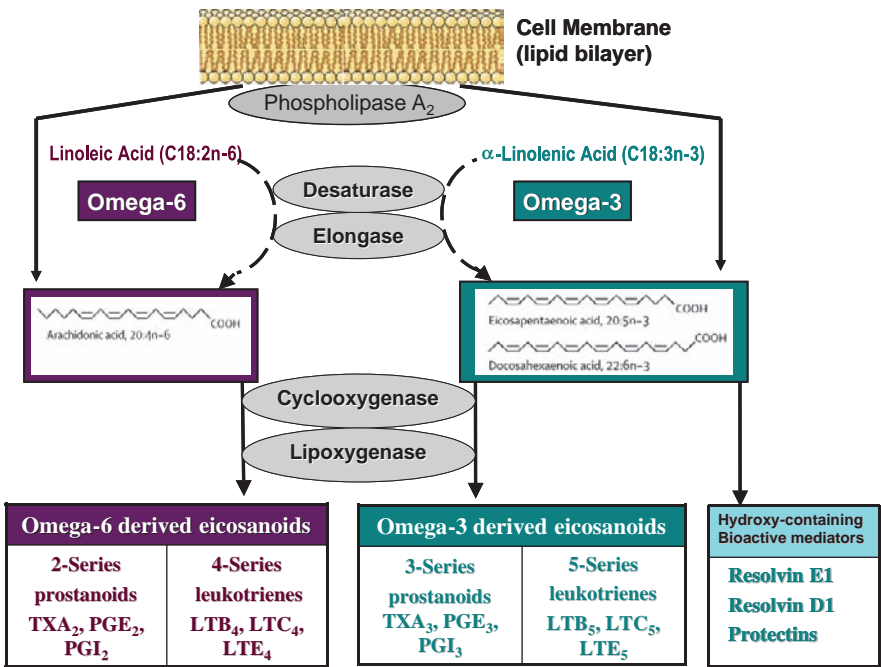 Cell Membrane
(lipid bilayer)
Phospholipase A₂
Linoleic Acid (C18:2n-6)
α-Linolenic Acid (C18:3n-3)
Omega-6
Desaturase
Omega-3
Elongase
COOH
Arachidonic acid, 20:4n−6
COOH
Eicosapentaenoic acid, 20:5n−3
COOH
Docosahexaenoic acid, 22:6n−3
Cyclooxygenase
Lipoxygenase
Omega-6 derived eicosanoids
2-Series
prostanoids
TXA₂, PGE₂,
PGI₂
4-Series
leukotrienes
LTB₄, LTC₄,
LTE₄
Omega-3 derived eicosanoids
3-Series
prostanoids
TXA₃, PGE₃,
PGI₃
5-Series
leukotrienes
LTB₅, LTC₅,
LTE₅
Hydroxy-containing
Bioactive mediators
Resolvin E1
Resolvin D1
Protectins